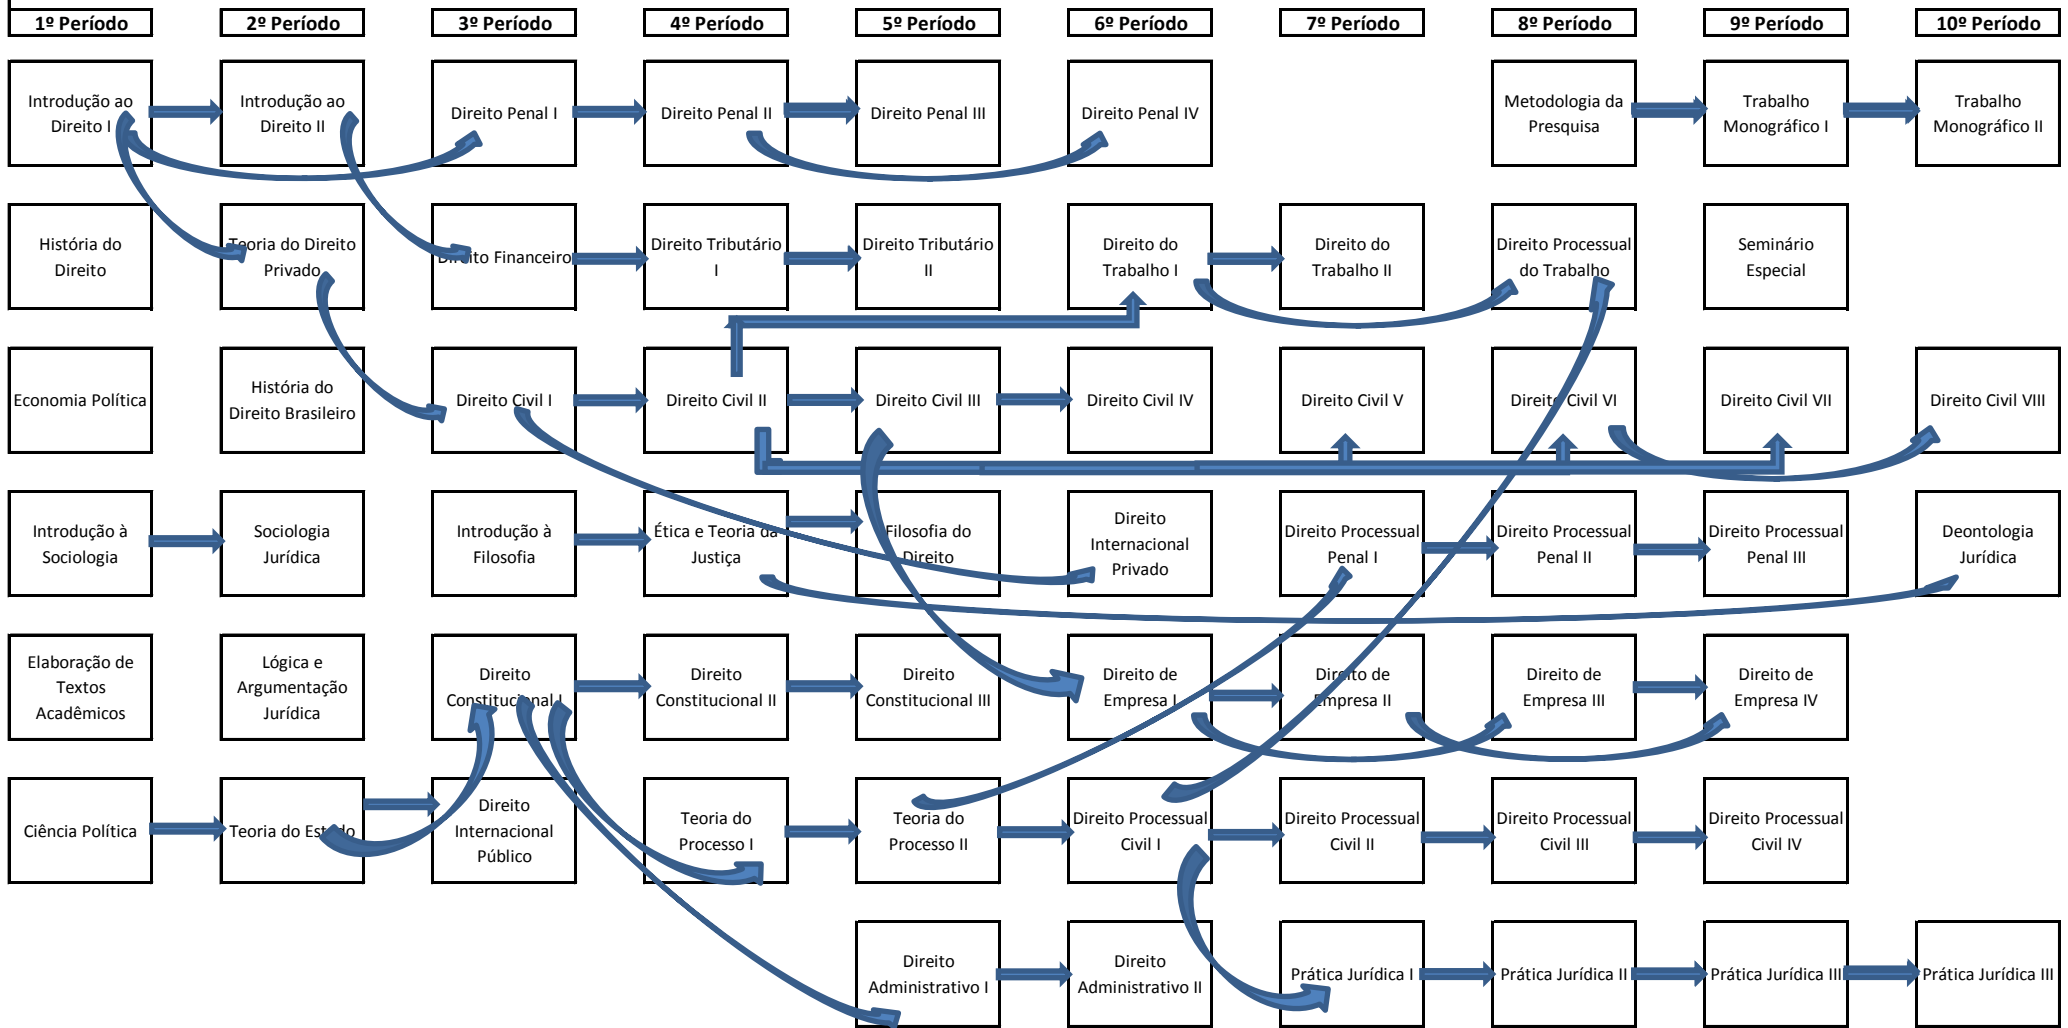 1º Período
2º Período
3º Período
4º Período
5º Período
6º Período
7º Período
8º Período
9º Período
10º Período
Introdução ao
Direito I
Introdução ao
Direito II
Direito Penal I
Direito Penal II
Direito Penal III
Direito Penal IV
Metodologia da
Presquisa
Trabalho
Monográfico I
Trabalho
Monográfico II
História do
Direito
Teoria do Direito
Privado
Direito Financeiro
Direito Tributário
I
Direito Tributário
II
Direito do
Trabalho I
Direito do
Trabalho II
Direito Processual
do Trabalho
Seminário
Especial
Economia Política
História do
Direito Brasileiro
Direito Civil I
Direito Civil II
Direito Civil III
Direito Civil IV
Direito Civil V
Direito Civil VI
Direito Civil VII
Direito Civil VIII
Introdução à
Sociologia
Sociologia
Jurídica
Introdução à
Filosofia
Ética e Teoria da
Justiça
Filosofia do
Direito
Direito
Internacional
Privado
Direito Processual
Penal I
Direito Processual
Penal II
Direito Processual
Penal III
Deontologia
Jurídica
Elaboração de
Textos
Acadêmicos
Lógica e
Argumentação
Jurídica
Direito
Constitucional I
Direito
Constitucional II
Direito
Constitucional III
Direito de
Empresa I
Direito de
Empresa II
Direito de
Empresa III
Direito de
Empresa IV
Ciência Política
Teoria do Estado
Direito
Internacional
Público
Teoria do
Processo I
Teoria do
Processo II
Direito Processual
Civil I
Direito Processual
Civil II
Direito Processual
Civil III
Direito Processual
Civil IV
Direito
Administrativo I
Direito
Administrativo II
Prática Jurídica I
Prática Jurídica II
Prática Jurídica III
Prática Jurídica III